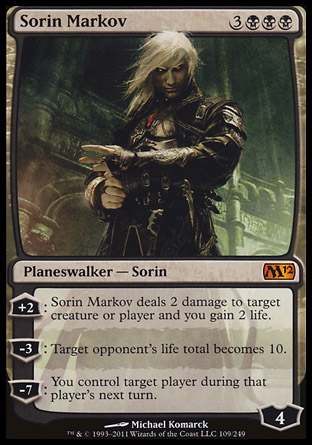 Sorin Markov 3
Planeswalker — Sorin M12
+2 : Sorin Markov deals 2 damage to target
creature or player and you gain 2 life.
-3 : Target opponent's life total becomes 10.
-7 : You control target player during that
player's next turn.
4
Michael Komarck
™ & © 1993–2011 Wizards of the Coast LLC 109/249